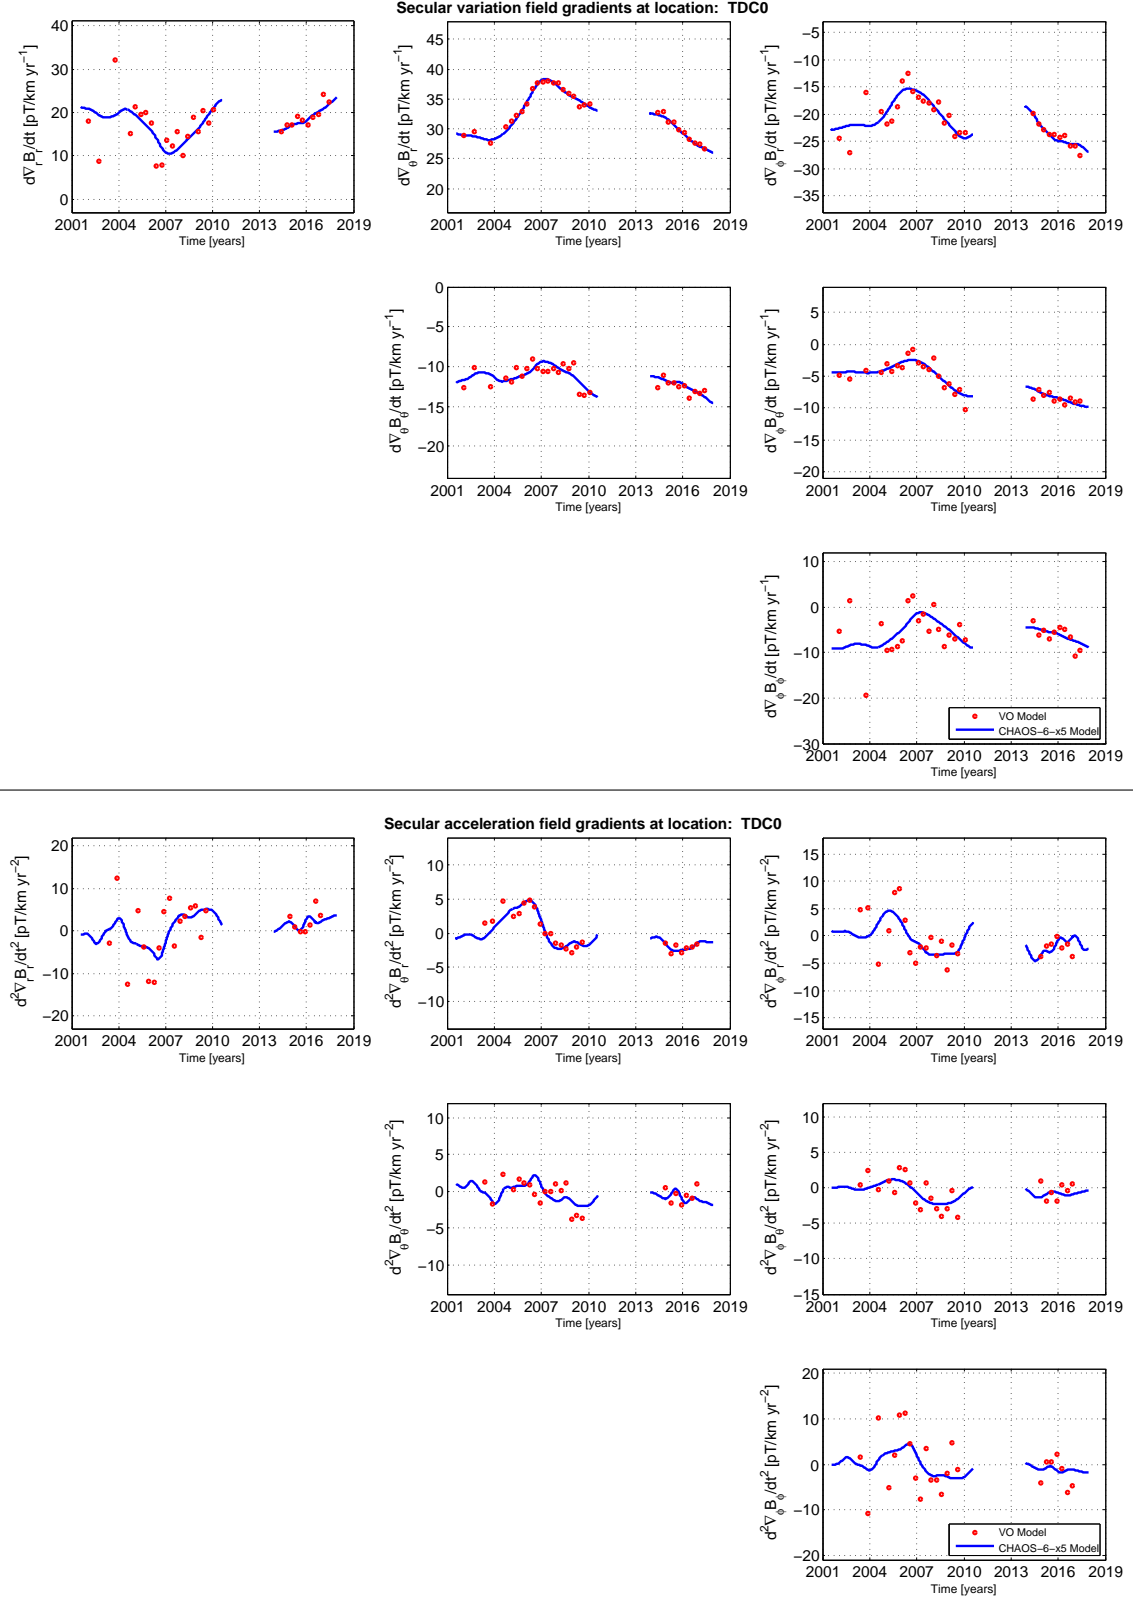 Secular variation field gradients at location: TDC0
d∇rBr/dt [pT/km yr−1]
40
30
20
10
0
2001 2004 2007 2010 2013 2016 2019
Time [years]
d∇θBr/dt [pT/km yr−1]
45
40
35
30
25
20
2001 2004 2007 2010 2013 2016 2019
Time [years]
d∇ϕBr/dt [pT/km yr−1]
−5
−10
−15
−20
−25
−30
−35
2001 2004 2007 2010 2013 2016 2019
Time [years]
d∇θBθ/dt [pT/km yr−1]
0
−5
−10
−15
−20
2001 2004 2007 2010 2013 2016 2019
Time [years]
d∇ϕBθ/dt [pT/km yr−1]
5
0
−5
−10
−15
−20
2001 2004 2007 2010 2013 2016 2019
Time [years]
d∇ϕBϕ/dt [pT/km yr−1]
10
0
−10
−20
−30
VO Model
CHAOS−6−x5 Model
2001 2004 2007 2010 2013 2016 2019
Time [years]
Secular acceleration field gradients at location: TDC0
d2∇rBr/dt2 [pT/km yr−2]
20
10
0
−10
−20
2001 2004 2007 2010 2013 2016 2019
Time [years]
d2∇θBr/dt2 [pT/km yr−2]
10
5
0
−5
−10
2001 2004 2007 2010 2013 2016 2019
Time [years]
d2∇ϕBr/dt2 [pT/km yr−2]
15
10
5
0
−5
−10
−15
2001 2004 2007 2010 2013 2016 2019
Time [years]
d2∇θBθ/dt2 [pT/km yr−2]
10
5
0
−5
−10
2001 2004 2007 2010 2013 2016 2019
Time [years]
d2∇ϕBθ/dt2 [pT/km yr−2]
10
5
0
−5
−10
−15
2001 2004 2007 2010 2013 2016 2019
Time [years]
d2∇ϕBϕ/dt2 [pT/km yr−2]
20
10
0
−10
−20
VO Model
CHAOS−6−x5 Model
2001 2004 2007 2010 2013 2016 2019
Time [years]